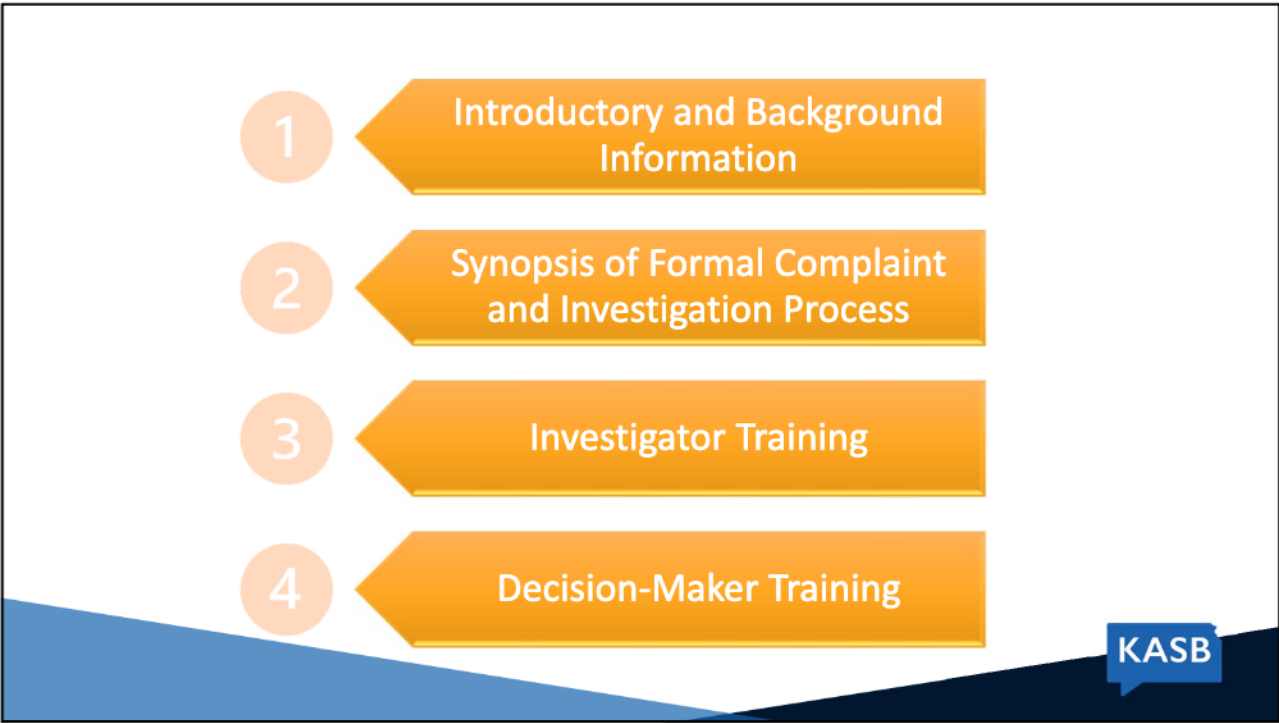 1
Introductory and Background
Information
2
Synopsis of Formal Complaint
and Investigation Process
3
Investigator Training
4
Decision-Maker Training
KASB